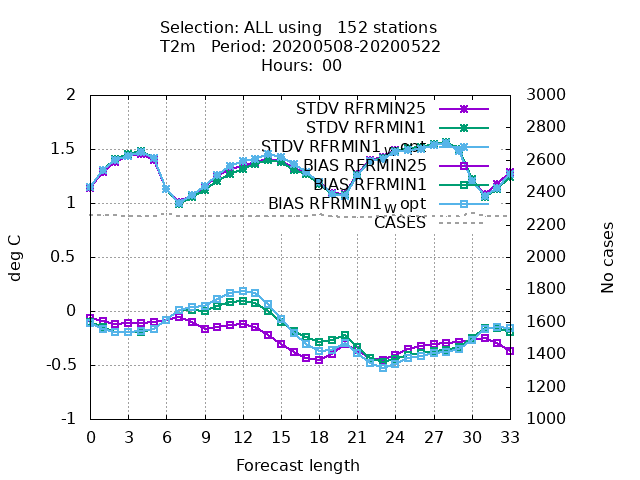 Selection: ALL using   152 stations
T2m   Period: 20200508-20200522
Hours: 00
2
1.5
1
0.5
0
-0.5
-1
deg C
3000
2800
2600
2400
2200
2000
1800
1600
1400
1200
1000
No cases
STDV RFRMIN25
STDV RFRMIN1
STDV RFRMIN1_w opt
BIAS RFRMIN25
BIAS RFRMIN1
BIAS RFRMIN1_w opt
CASES
0 3 6 9 12 15 18 21 24 27 30 33
Forecast length